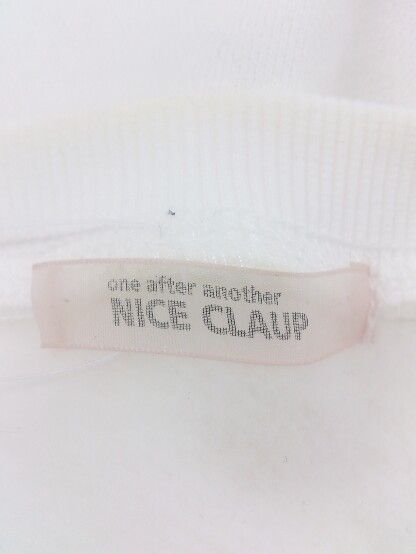 one after another
NICE CLAUP